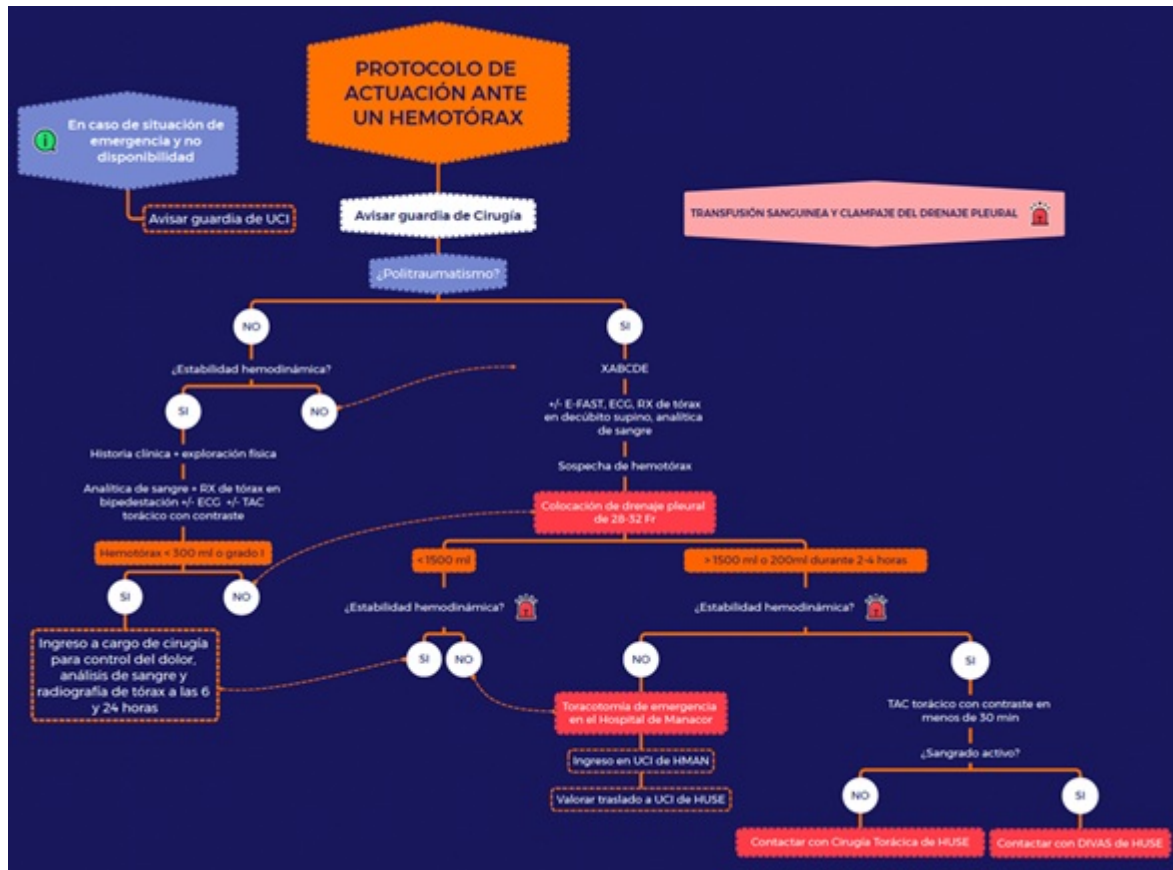 PROTOCOLO DE
ACTUACIÓN ANTE
UN HEMOTÓRAX
En caso de situación de
emergencia y no
disponibilidad
Avisar guardia de UCI
Avisar guardia de Cirugía
TRANSFUSIÓN SANGUINEA Y CLAMPAJE DEL DRENAJE PLEURAL
¿Politraumatismo?
NO
SI
¿Estabilidad hemodinámica?
SI
NO
Historia clínica + exploración física
Analítica de sangre + RX de tórax en
bipedestación +/- ECG +/- TAC
torácico con contraste
Hemotórax < 300 ml o grado I
SI
NO
Ingreso a cargo de cirugía
para control del dolor,
análisis de sangre y
radiografía de tórax a las 6
y 24 horas
XABCDE
+/- E-FAST, ECG, RX de tórax
en decúbito supino, analítica
de sangre
Sospecha de hemotórax
Colocación de drenaje pleural
de 28-32 Fr
< 1500 ml
> 1500 ml o 200ml durante 2-4 horas
¿Estabilidad hemodinámica?
SI
NO
¿Estabilidad hemodinámica?
NO
SI
Toracotomía de emergencia
en el Hospital de Manacor
Ingreso en UCI de HMAN
Valorar traslado a UCI de HUSE
TAC torácico con contraste en
menos de 30 min
¿Sangrado activo?
NO
SI
Contactar con Cirugía Torácica de HUSE
Contactar con DIVAS de HUSE